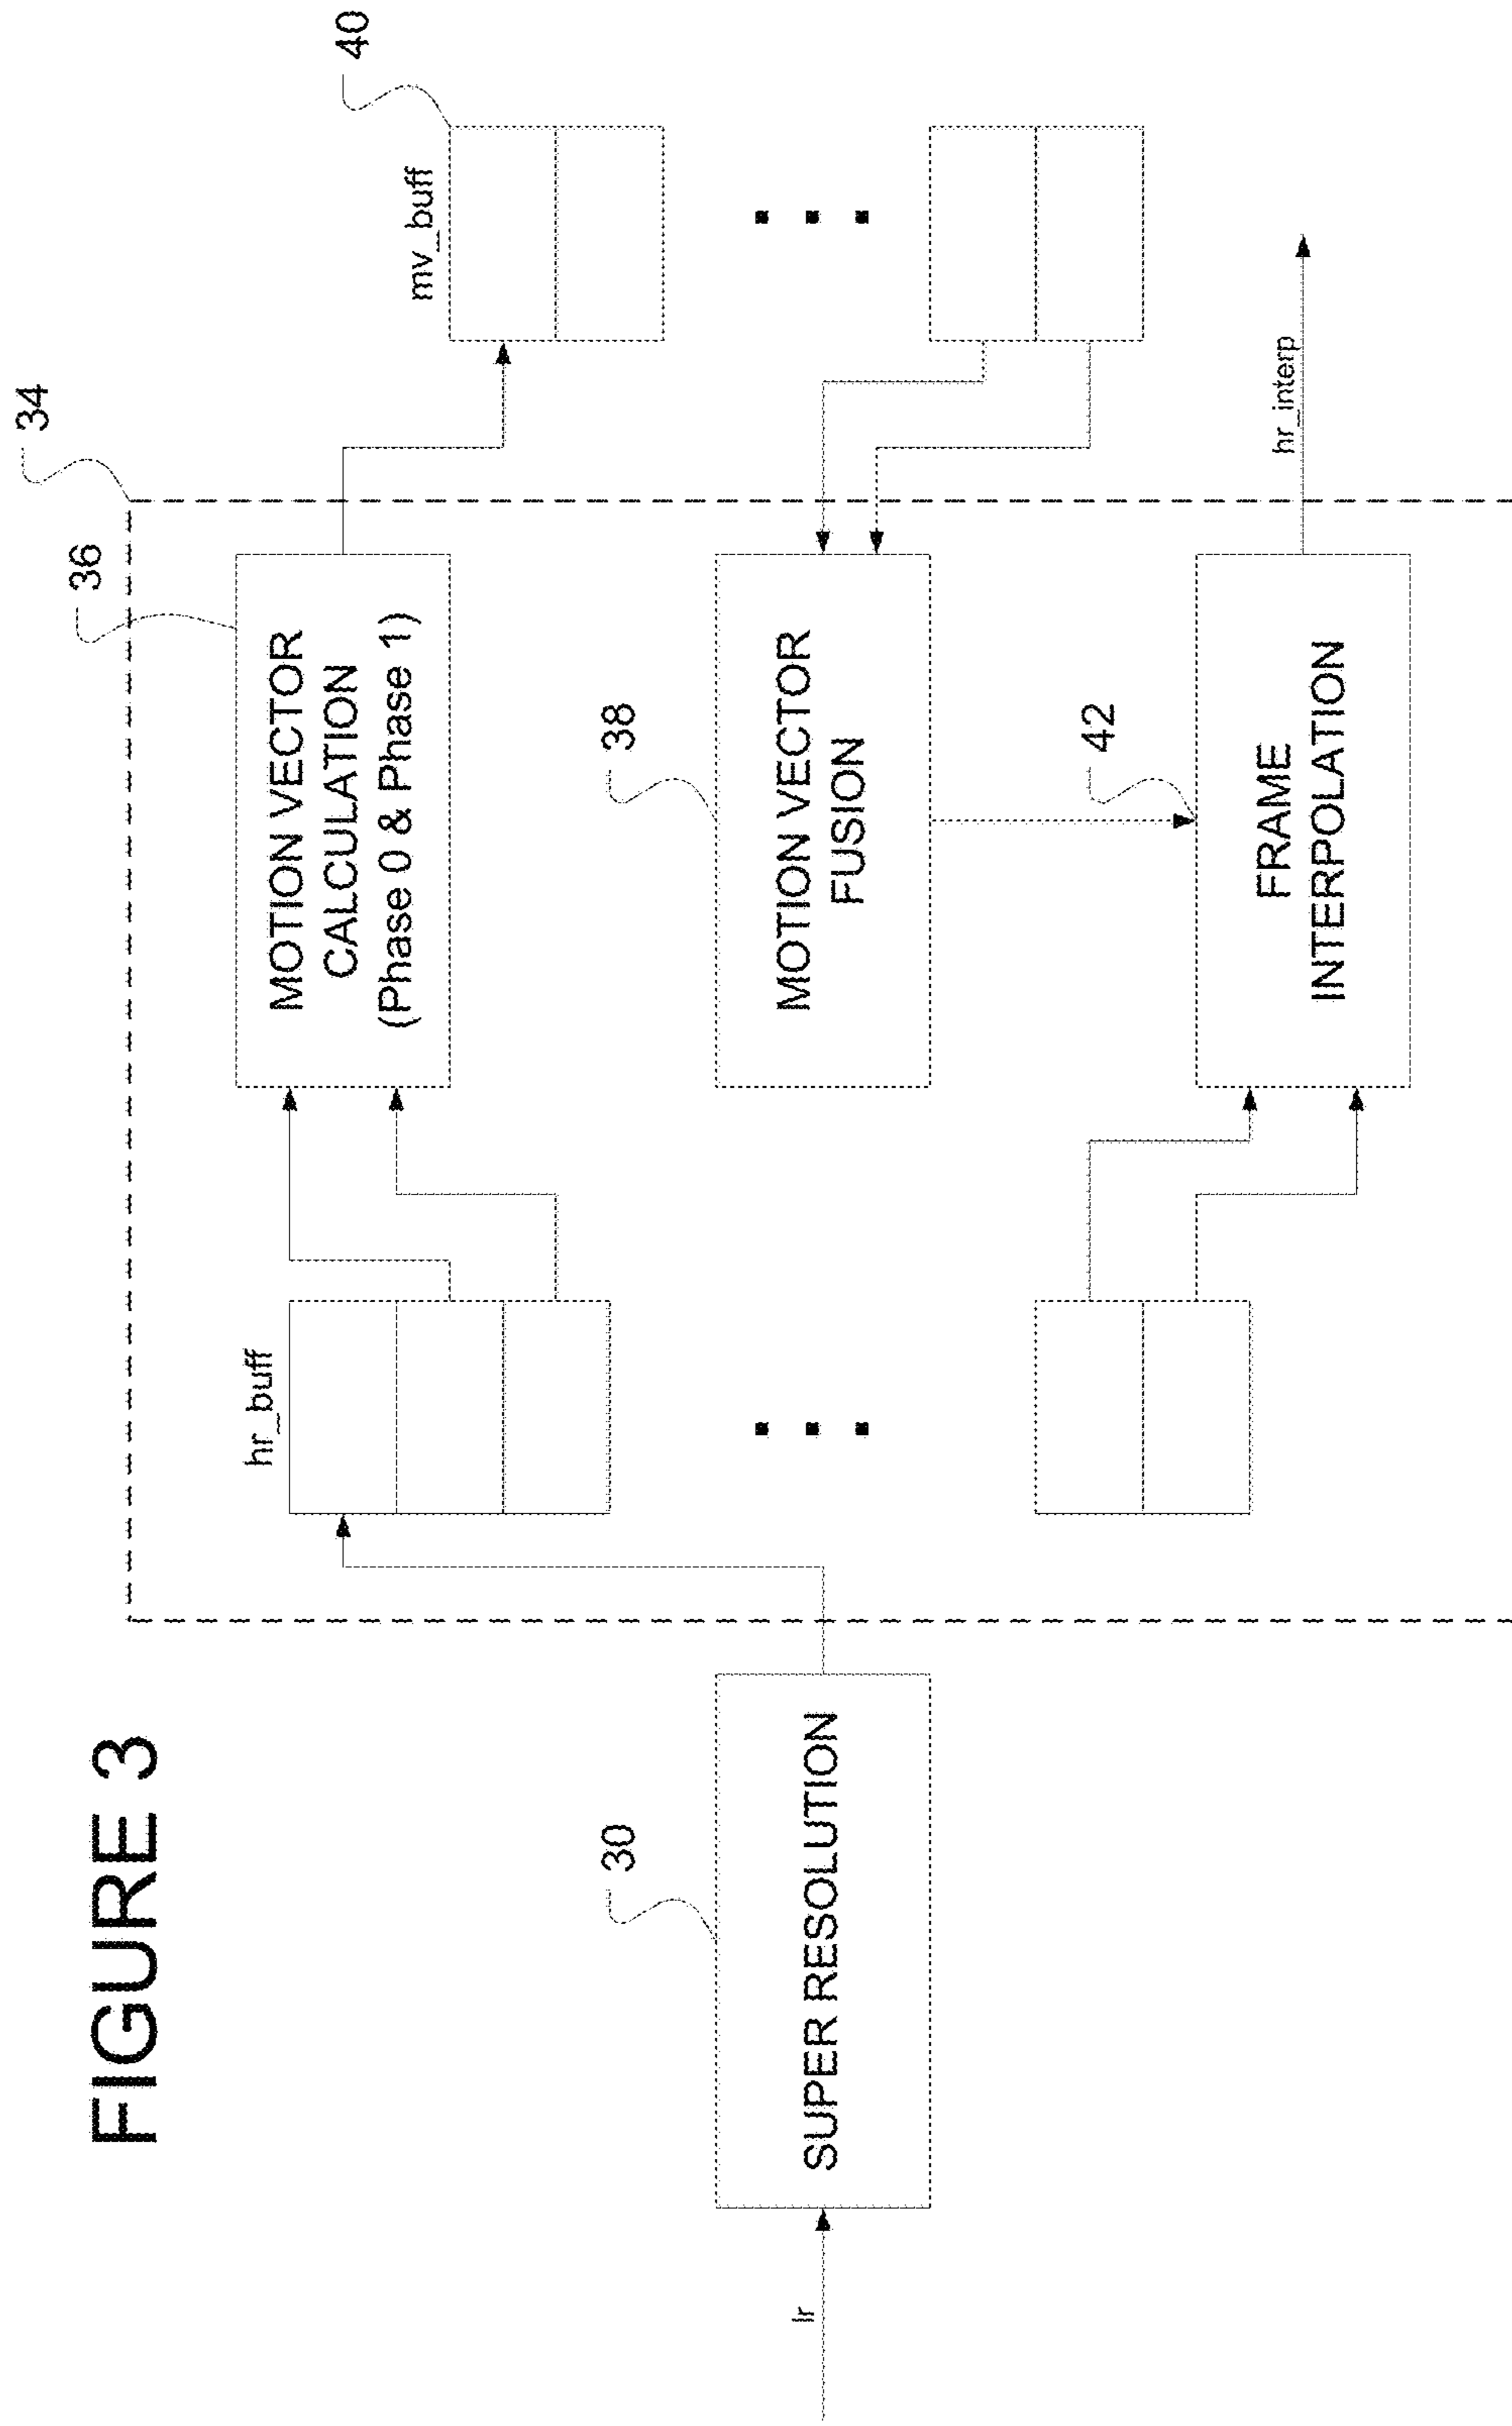 FIGURE 3
lr
30
SUPER RESOLUTION
34
hr_buff
36
MOTION VECTOR
CALCULATION
(Phase 0 & Phase 1)
38
MOTION VECTOR
FUSION
42
FRAME
INTERPOLATION
mv_buff
40
hr_interp